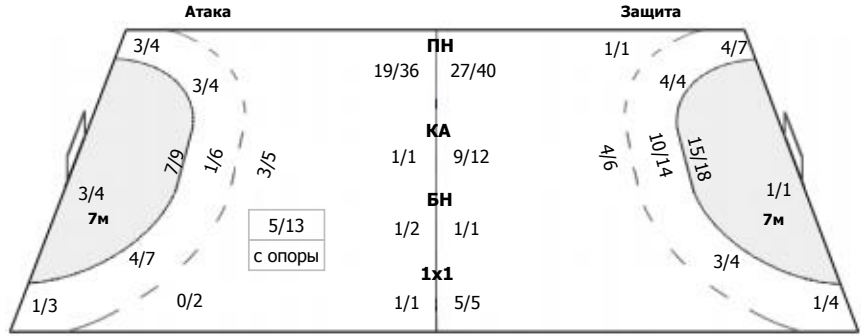 Атака Защита
3/4 ПН 1/1 4/7
3/4 19/36 27/40 4/4
КА
7/9 1/6 3/5 1/1 9/12 4/6 10/14 15/18
3/4 1/1
7м БН 7м
5/13 1/2 1/1
с опоры
4/7 3/4
1х1
1/3 0/2 1/1 5/5 1/4